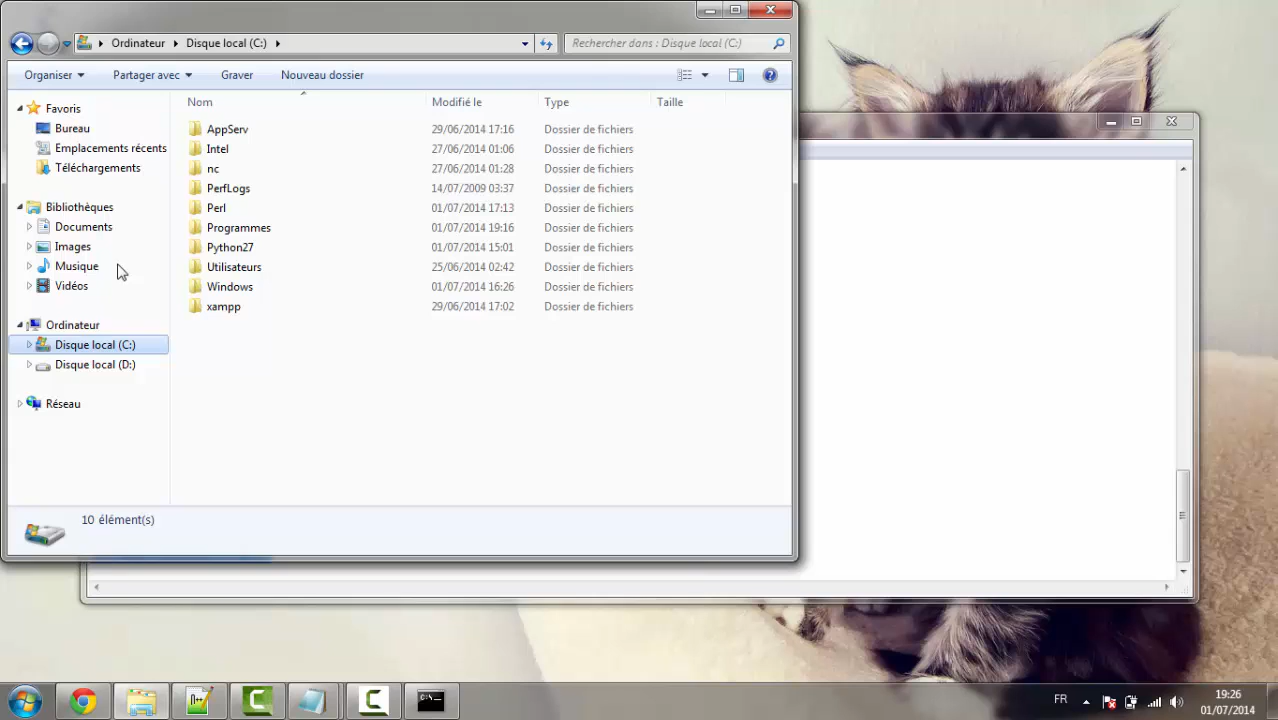 Ordinateur Disque local (C:) Rechercher dans : Disque local (C:)
Organiser Partager avec Graver Nouveau dossier
Favoris
Bureau
Emplacements récents
Téléchargements
Bibliothèques
Documents
Images
Musique
Vidéos
Ordinateur
Disque local (C:)
Disque local (D:)
Réseau
Nom Modifié le Type Taille
AppServ 29/06/2014 17:16 Dossier de fichiers
Intel 27/06/2014 01:06 Dossier de fichiers
nc 27/06/2014 01:28 Dossier de fichiers
PerfLogs 14/07/2009 03:37 Dossier de fichiers
Perl 01/07/2014 17:13 Dossier de fichiers
Programmes 01/07/2014 19:16 Dossier de fichiers
Python27 01/07/2014 15:01 Dossier de fichiers
Utilisateurs 25/06/2014 02:42 Dossier de fichiers
Windows 01/07/2014 16:26 Dossier de fichiers
xampp 29/06/2014 17:02 Dossier de fichiers
10 élément(s)
FR 19:26
01/07/2014